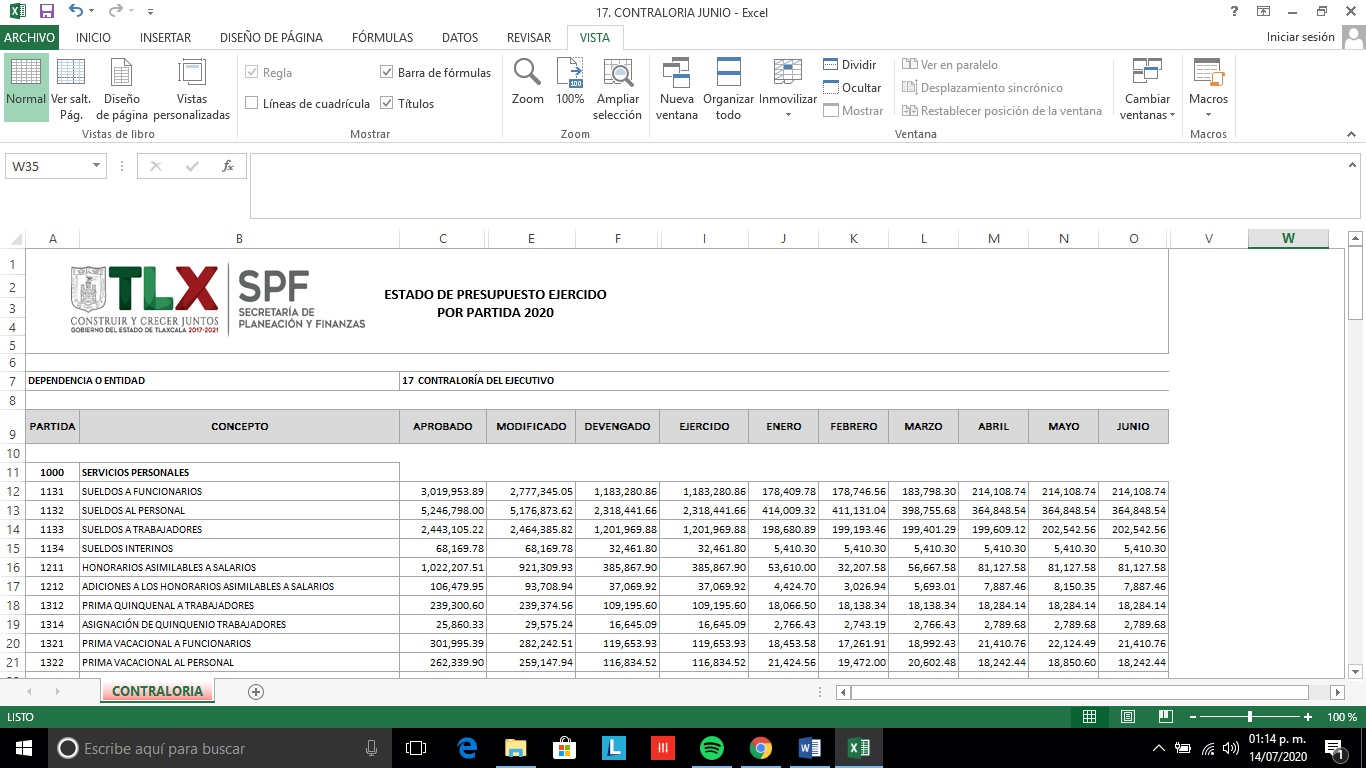 17. CONTRALORIA JUNIO - Excel
ARCHIVO INICIO INSERTAR DISEÑO DE PÁGINA FÓRMULAS DATOS REVISAR VISTA Iniciar sesión
Normal Ver salt. Pág. Diseño de página Vistas personalizadas
Vistas de libro
Regla Barra de fórmulas
Líneas de cuadrícula Títulos
Mostrar
Zoom 100% Ampliar selección
Zoom
Nueva ventana Organizar todo Inmovilizar
Dividir Ver en paralelo
Ocultar Desplazamiento sincrónico
Mostrar Restablecer posición de la ventana
Cambiar ventanas
Ventana
Macros
Macros
W35 fx
A B C E F I J K L M N O V W
1
2
3
4
5
TLX
CONSTRUIR Y CRECER JUNTOS
GOBIERNO DEL ESTADO DE TLAXCALA 2017-2021
SPF
SECRETARÍA DE
PLANEACIÓN Y FINANZAS
ESTADO DE PRESUPUESTO EJERCIDO
POR PARTIDA 2020
6
7 DEPENDENCIA O ENTIDAD 17 CONTRALORÍA DEL EJECUTIVO
8
9 PARTIDA CONCEPTO APROBADO MODIFICADO DEVENGADO EJERCIDO ENERO FEBRERO MARZO ABRIL MAYO JUNIO
10
11 1000 SERVICIOS PERSONALES
12 1131 SUELDOS A FUNCIONARIOS 3,019,953.89 2,777,345.05 1,183,280.86 1,183,280.86 178,409.78 178,746.56 183,798.30 214,108.74 214,108.74 214,108.74
13 1132 SUELDOS AL PERSONAL 5,246,798.00 5,176,873.62 2,318,441.66 2,318,441.66 414,009.32 411,131.04 398,755.68 364,848.54 364,848.54 364,848.54
14 1133 SUELDOS A TRABAJADORES 2,443,105.22 2,464,385.82 1,201,969.88 1,201,969.88 198,680.89 199,193.46 199,401.29 199,609.12 202,542.56 202,542.56
15 1134 SUELDOS INTERINOS 68,169.78 68,169.78 32,461.80 32,461.80 5,410.30 5,410.30 5,410.30 5,410.30 5,410.30 5,410.30
16 1211 HONORARIOS ASIMILABLES A SALARIOS 1,022,207.51 921,309.93 385,867.90 385,867.90 53,610.00 32,207.58 56,667.58 81,127.58 81,127.58 81,127.58
17 1212 ADICIONES A LOS HONORARIOS ASIMILABLES A SALARIOS 106,479.95 93,708.94 37,069.92 37,069.92 4,424.70 3,026.94 5,693.01 7,887.46 8,150.35 7,887.46
18 1312 PRIMA QUINQUENAL A TRABAJADORES 239,300.60 239,374.56 109,195.60 109,195.60 18,066.50 18,138.34 18,138.34 18,284.14 18,284.14 18,284.14
19 1314 ASIGNACIÓN DE QUINQUENIO TRABAJADORES 25,860.33 29,575.24 16,645.09 16,645.09 2,766.43 2,743.19 2,766.43 2,789.68 2,789.68 2,789.68
20 1321 PRIMA VACACIONAL A FUNCIONARIOS 301,995.39 282,242.51 119,653.93 119,653.93 18,453.58 17,261.91 18,992.43 21,410.76 22,124.49 21,410.76
21 1322 PRIMA VACACIONAL AL PERSONAL 262,339.90 259,147.94 116,834.52 116,834.52 21,424.56 19,472.00 20,602.48 18,242.44 18,850.60 18,242.44
CONTRALORIA
LISTO 100 %
Escribe aquí para buscar
01:14 p. m.
14/07/2020
1